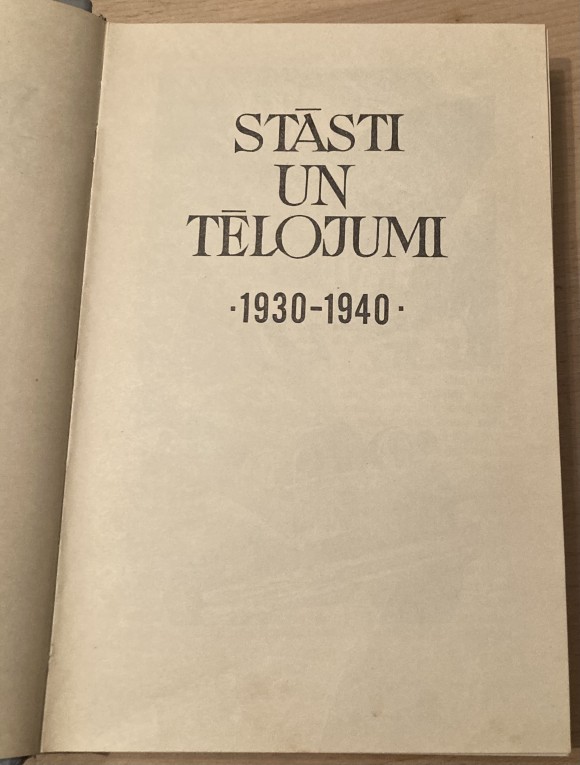 STĀSTI
UN
TĒLOJUMI
·1930-1940·